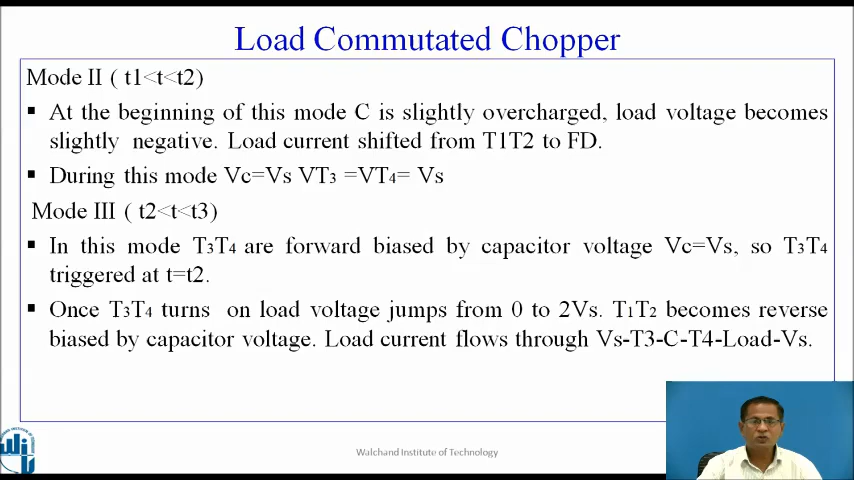 Load Commutated Chopper
Mode II ( t1<t<t2)
▪ At the beginning of this mode C is slightly overcharged, load voltage becomes
slightly negative. Load current shifted from T1T2 to FD.
▪ During this mode Vc=Vs VT3 =VT4= Vs
Mode III ( t2<t<t3)
▪ In this mode T3T4 are forward biased by capacitor voltage Vc=Vs, so T3T4
triggered at t=t2.
▪ Once T3T4 turns on load voltage jumps from 0 to 2Vs. T1T2 becomes reverse
biased by capacitor voltage. Load current flows through Vs-T3-C-T4-Load-Vs.
Walchand Institute of Technology